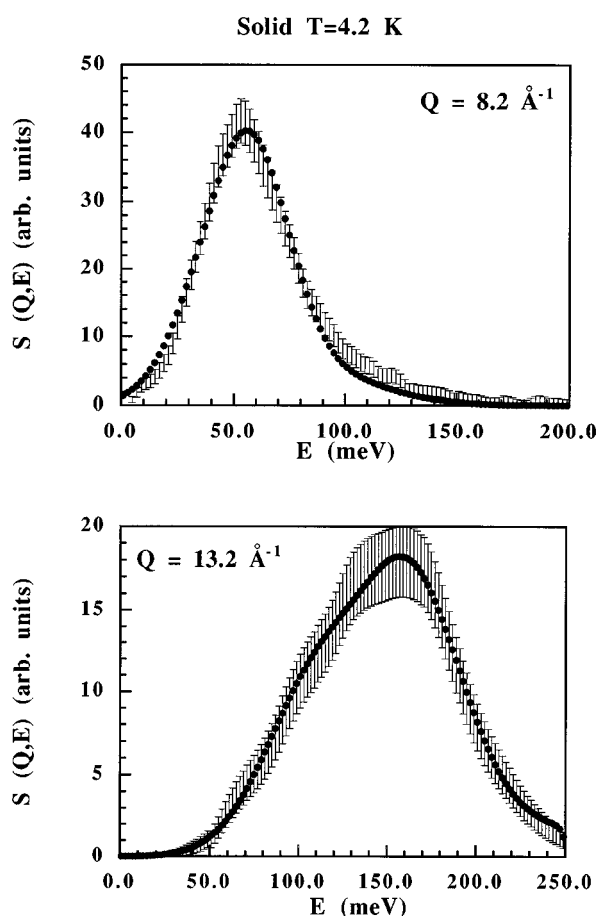 Solid T=4.2 K
50
Q = 8.2 Å⁻¹
40
30
20
10
0
S (Q,E) (arb. units)
0.0 50.0 100.0 150.0 200.0
E (meV)
20
Q = 13.2 Å⁻¹
15
10
5
0
S (Q,E) (arb. units)
0.0 50.0 100.0 150.0 200.0 250.0
E (meV)